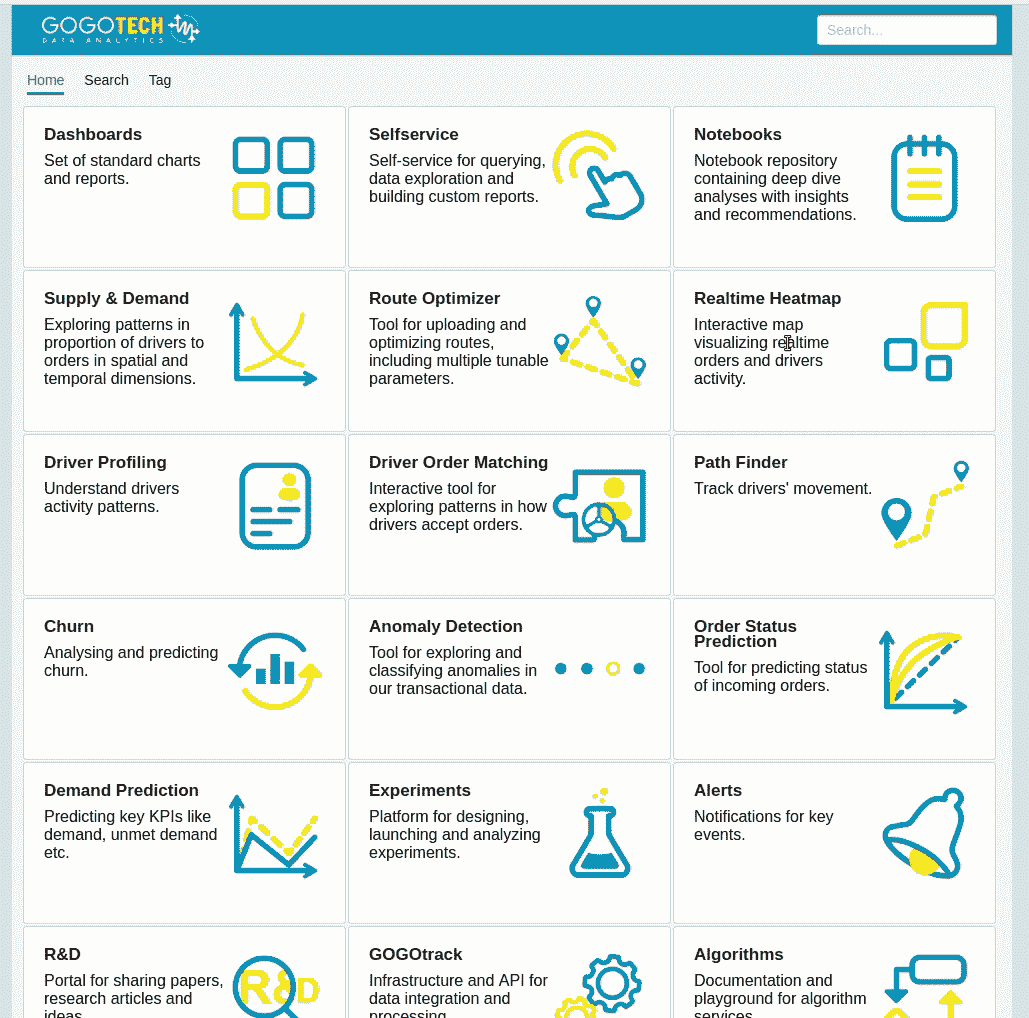 GOGOTECH
DATA ANALYTICS
Search...
Home Search Tag
Dashboards
Set of standard charts
and reports.
Selfservice
Self-service for querying,
data exploration and
building custom reports.
Notebooks
Notebook repository
containing deep dive
analyses with insights
and recommendations.
Supply & Demand
Exploring patterns in
proportion of drivers to
orders in spatial and
temporal dimensions.
Route Optimizer
Tool for uploading and
optimizing routes,
including multiple tunable
parameters.
Realtime Heatmap
Interactive map
visualizing realtime
orders and drivers
activity.
Driver Profiling
Understand drivers
activity patterns.
Driver Order Matching
Interactive tool for
exploring patterns in how
drivers accept orders.
Path Finder
Track drivers' movement.
Churn
Analysing and predicting
churn.
Anomaly Detection
Tool for exploring and
classifying anomalies in
our transactional data.
Order Status
Prediction
Tool for predicting status
of incoming orders.
Demand Prediction
Predicting key KPIs like
demand, unmet demand
etc.
Experiments
Platform for designing,
launching and analyzing
experiments.
Alerts
Notifications for key
events.
R&D
Portal for sharing papers,
research articles and
ideas.
R&D
GOGOtrack
Infrastructure and API for
data integration and
processing.
Algorithms
Documentation and
playground for algorithm
services.